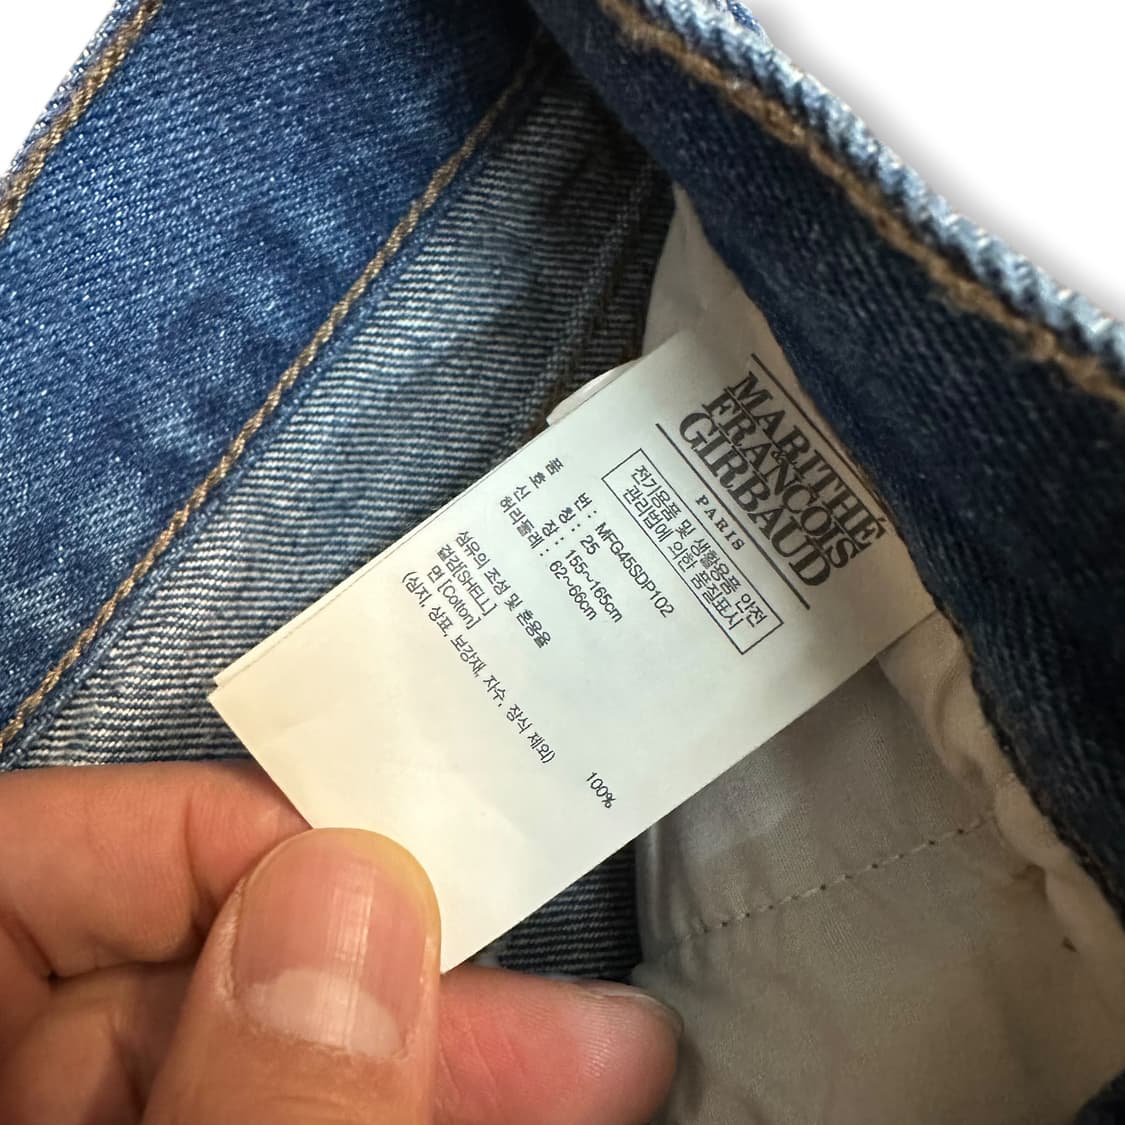 MARITHÉ
FRANÇOIS
GIRBAUD
PARIS
전기용품 및 생활용품 안전
관리법에 의한 품질표시
품 번 : MFG45SDP102
호 칭 : 25
신 장 : 155~165cm
허리둘레 : 62~66cm
섬유의 조성 및 혼용율
겉감[SHELL]
면 [Cotton] 100%
(심지, 상표, 보강재, 자수, 장식 제외)